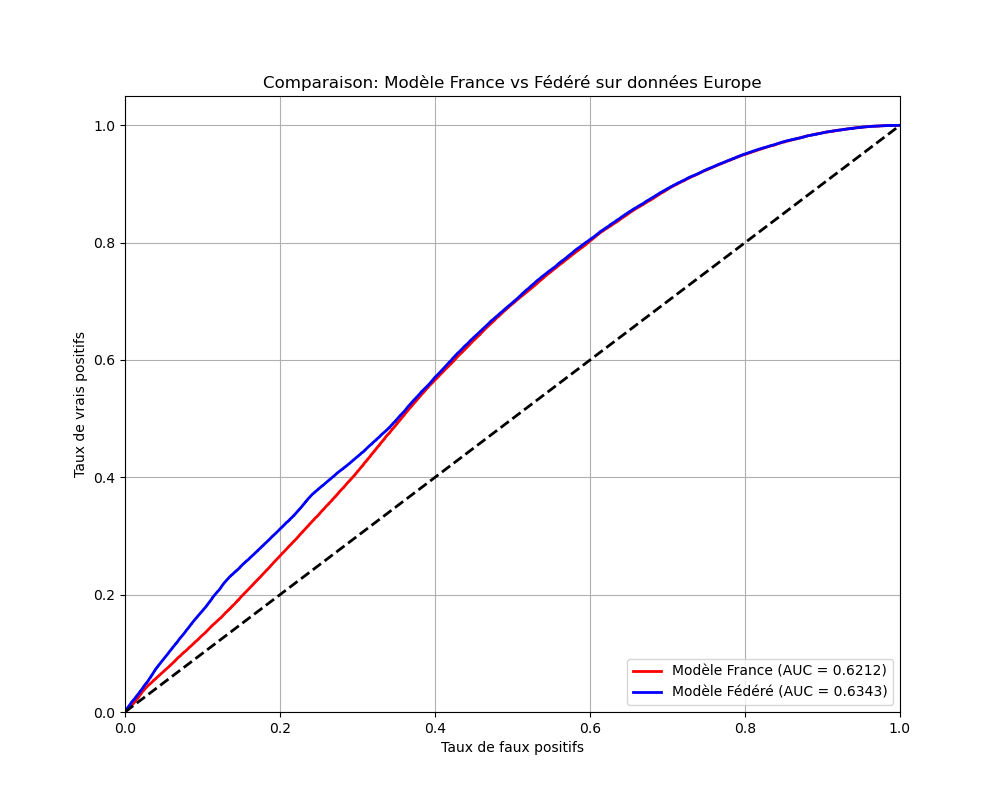 Comparaison: Modèle France vs Fédéré sur données Europe
1.0
0.8
0.6
0.4
0.2
0.0
Taux de vrais positifs
0.0 0.2 0.4 0.6 0.8 1.0
Taux de faux positifs
Modèle France (AUC = 0.6212)
Modèle Fédéré (AUC = 0.6343)